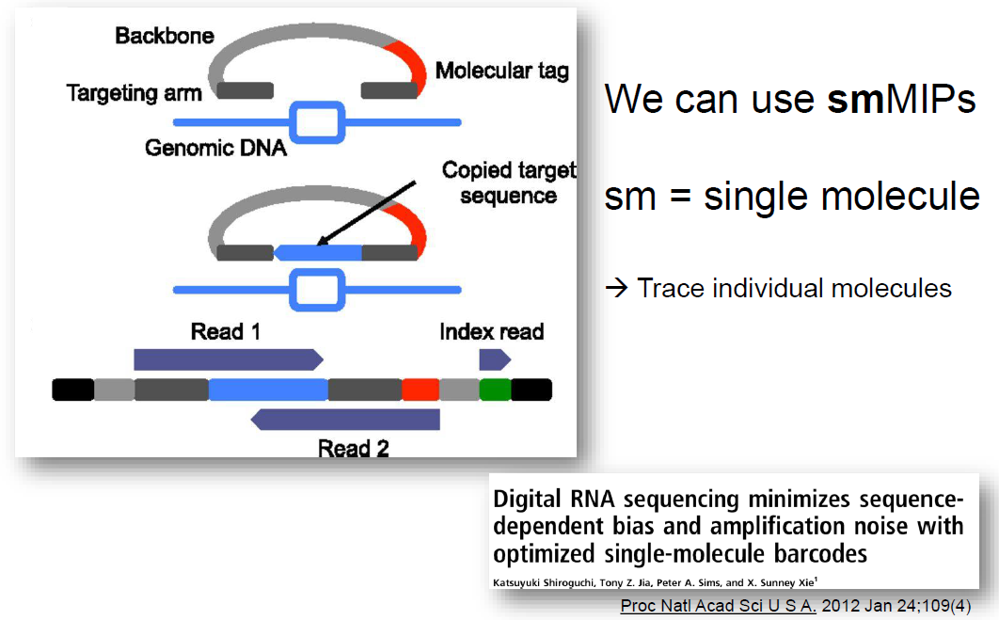 Backbone
Molecular tag
Targeting arm
Genomic DNA
Copied target
sequence
Read 1
Index read
Read 2
We can use smMIPs
sm = single molecule
→ Trace individual molecules
Digital RNA sequencing minimizes sequence-
dependent bias and amplification noise with
optimized single-molecule barcodes
Katsuyuki Shiroguchi, Tony Z. Jia, Peter A. Sims, and X. Sunney Xie¹
Proc Natl Acad Sci U S A. 2012 Jan 24;109(4)